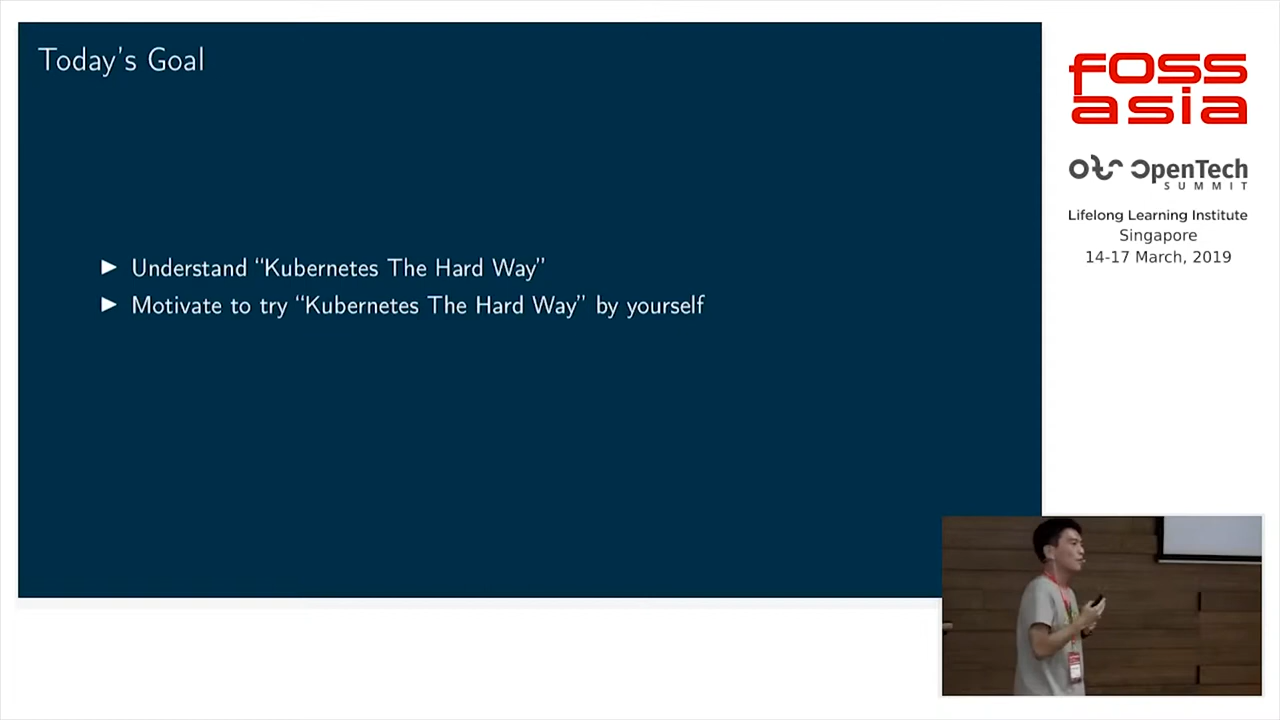 Today's Goal
▶ Understand “Kubernetes The Hard Way”
▶ Motivate to try “Kubernetes The Hard Way” by yourself
fOSS
asia
OpenTech
SUMMIT
Lifelong Learning Institute
Singapore
14-17 March, 2019